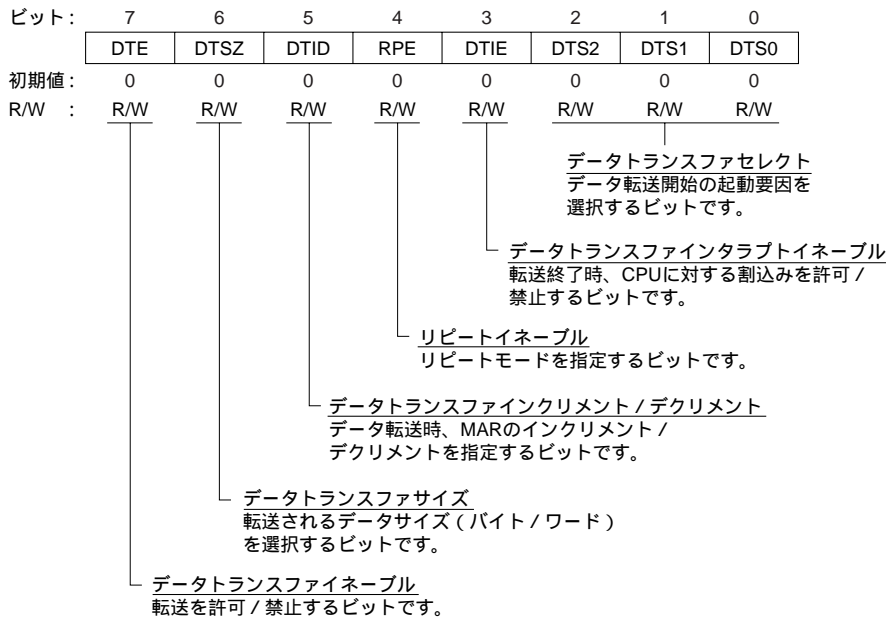 ビット: 7 6 5 4 3 2 1 0
DTE DTSZ DTID RPE DTIE DTS2 DTS1 DTS0
初期値: 0 0 0 0 0 0 0 0
R/W : R/W R/W R/W R/W R/W R/W R/W R/W
データトランスファセレクト
データ転送開始の起動要因を
選択するビットです。
データトランスファインタラプトイネーブル
転送終了時、CPUに対する割込みを許可/
禁止するビットです。
リピートイネーブル
リピートモードを指定するビットです。
データトランスファインクリメント/デクリメント
データ転送時、MARのインクリメント/
デクリメントを指定するビットです。
データトランスファサイズ
転送されるデータサイズ(バイト/ワード)
を選択するビットです。
データトランスファイネーブル
転送を許可/禁止するビットです。